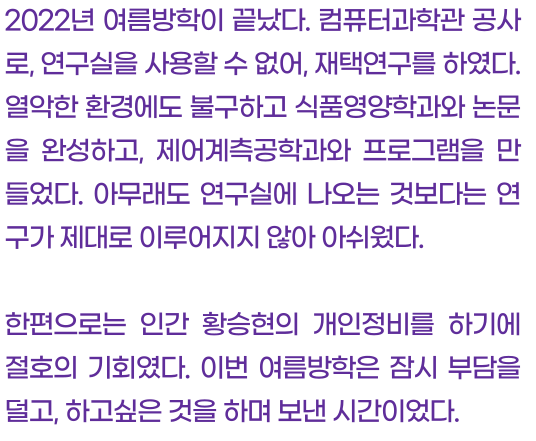 2022년 여름방학이 끝났다. 컴퓨터과학관 공사
로, 연구실을 사용할 수 없어, 재택연구를 하였다.
열악한 환경에도 불구하고 식품영양학과와 논문
을 완성하고, 제어계측공학과와 프로그램을 만
들었다. 아무래도 연구실에 나오는 것보다는 연
구가 제대로 이루어지지 않아 아쉬웠다.
한편으로는 인간 황승현의 개인정비를 하기에
절호의 기회였다. 이번 여름방학은 잠시 부담을
덜고, 하고싶은 것을 하며 보낸 시간이었다.